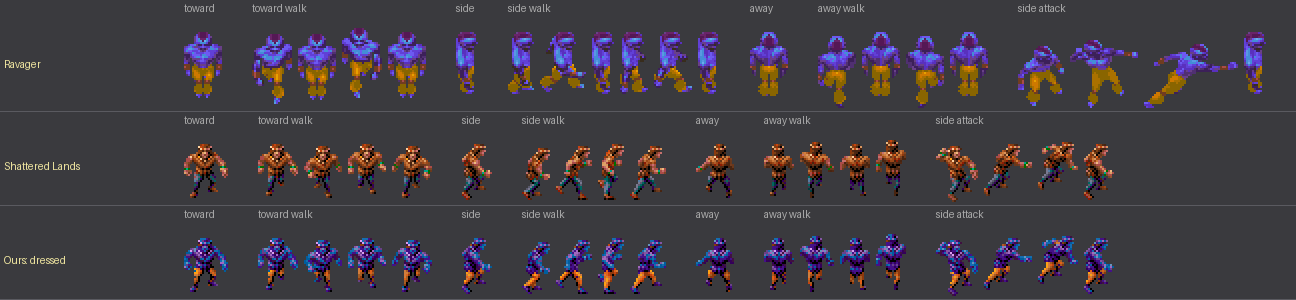 toward toward walk side side walk away away walk side attack
Ravager
toward toward walk side side walk away away walk side attack
Shattered Lands
toward toward walk side side walk away away walk side attack
Ours: dressed